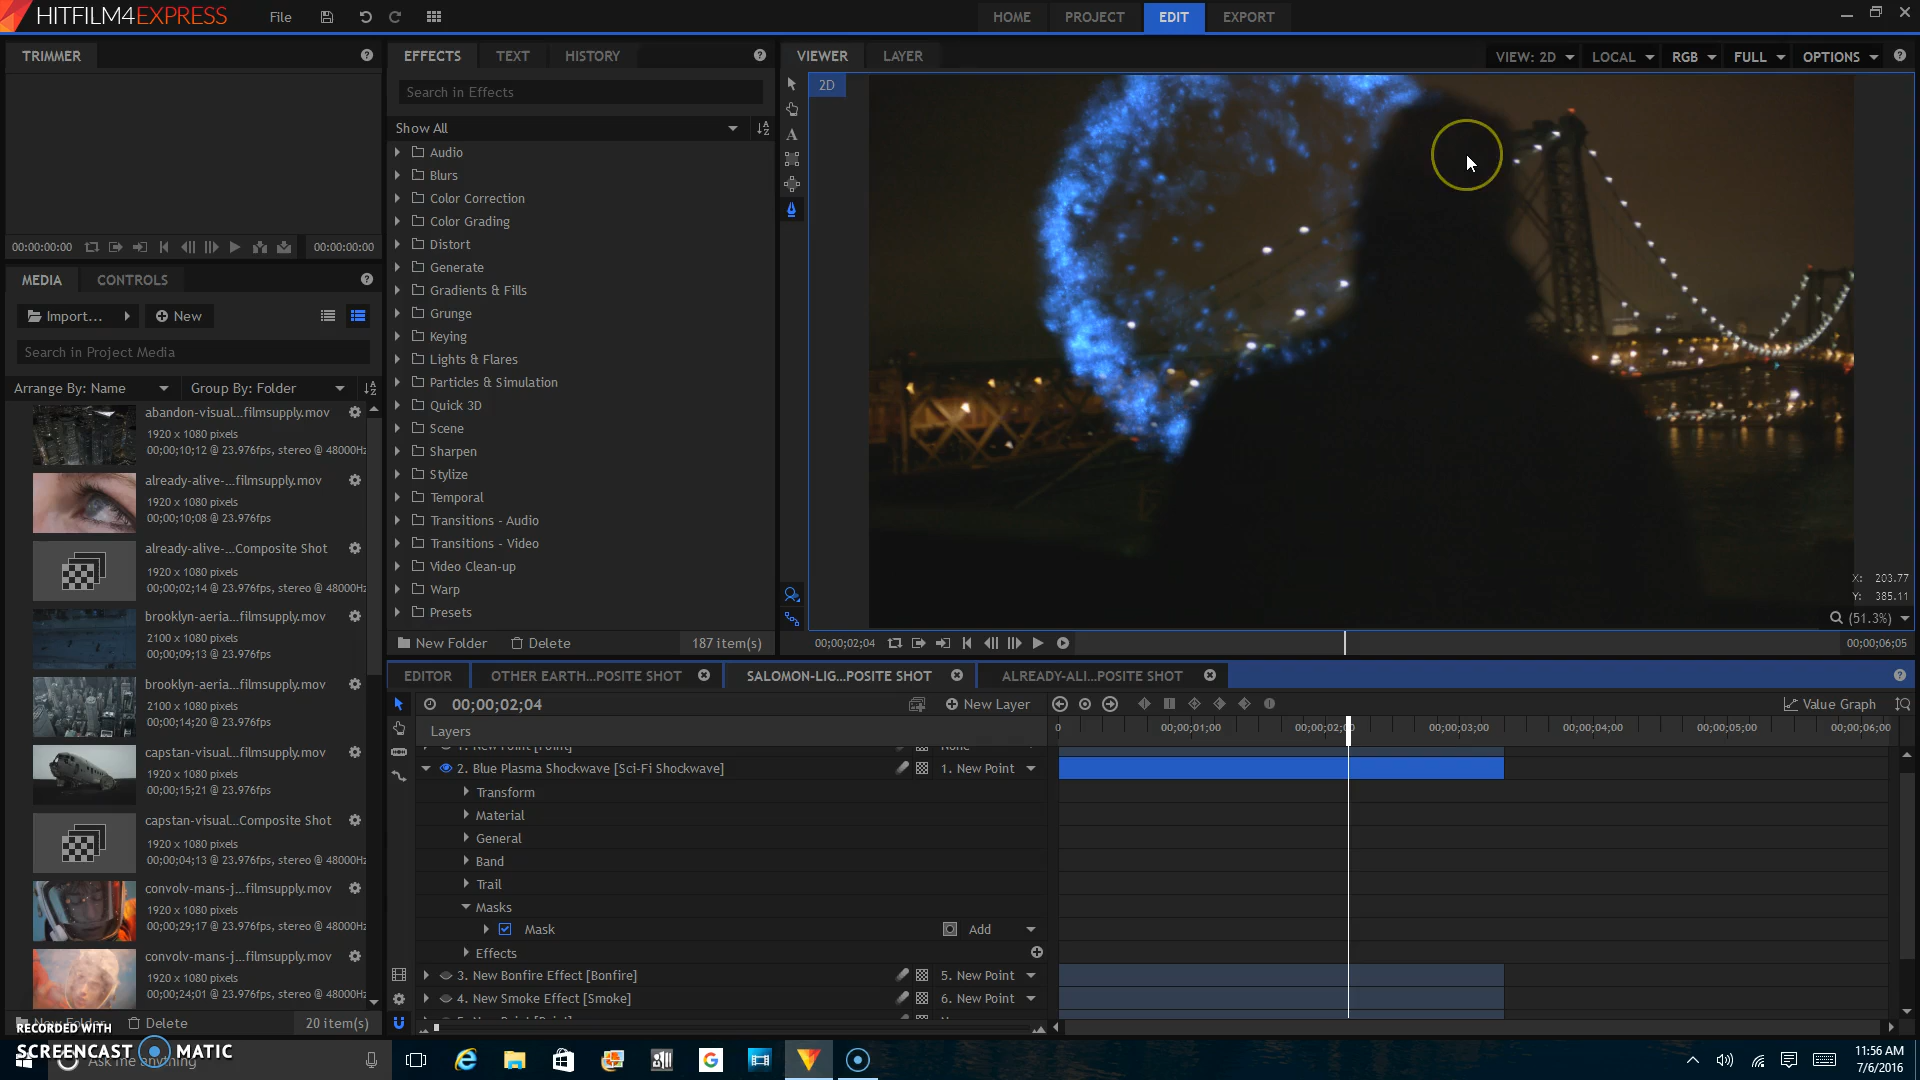 HITFILM4EXPRESS
File
HOME
PROJECT
EDIT
EXPORT
TRIMMER
EFFECTS
TEXT
HISTORY
VIEWER
LAYER
VIEW: 2D
LOCAL
RGB
FULL
OPTIONS
Search in Effects
2D
Show All
Audio
Blurs
Color Correction
Color Grading
Distort
Generate
Gradients & Fills
Grunge
Keying
Lights & Flares
Particles & Simulation
Quick 3D
Scene
Sharpen
Stylize
Temporal
Transitions - Audio
Transitions - Video
Video Clean-up
Warp
Presets
New Folder
Delete
187 item(s)
00:00:00:00
00:00:00:00
MEDIA
CONTROLS
Import...
New
Search in Project Media
Arrange By: Name
Group By: Folder
abandon-visual...filmsupply.mov
1920 x 1080 pixels
00;00;10;12 @ 23.976fps, stereo @ 48000Hz
already-alive-...filmsupply.mov
1920 x 1080 pixels
00;00;10;08 @ 23.976fps
already-alive-...Composite Shot
1920 x 1080 pixels
00;00;02;14 @ 23.976fps, stereo @ 48000Hz
brooklyn-aeria...filmsupply.mov
2100 x 1080 pixels
00;00;09;13 @ 23.976fps
brooklyn-aeria...filmsupply.mov
2100 x 1080 pixels
00;00;14;20 @ 23.976fps
capstan-visual...filmsupply.mov
1920 x 1080 pixels
00;00;15;21 @ 23.976fps
capstan-visual...Composite Shot
1920 x 1080 pixels
00;00;04;13 @ 23.976fps, stereo @ 48000Hz
convolv-mans-j...filmsupply.mov
1920 x 1080 pixels
00;00;29;17 @ 23.976fps
convolv-mans-j...filmsupply.mov
1920 x 1080 pixels
00;00;24;01 @ 23.976fps
Delete
20 item(s)
X: 203.77
Y: 385.11
(51.3%)
00;00;02;04
00;00;06;05
EDITOR
OTHER EARTH...POSITE SHOT
SALOMON-LIG...POSITE SHOT
ALREADY-ALI...POSITE SHOT
00;00;02;04
New Layer
Value Graph
Layers
0
00;00;01;00
00;00;02;00
00;00;03;00
00;00;04;00
00;00;05;00
00;00;06;00
2. Blue Plasma Shockwave [Sci-Fi Shockwave]
1. New Point
Transform
Material
General
Band
Trail
Masks
Mask
Add
Effects
3. New Bonfire Effect [Bonfire]
5. New Point
4. New Smoke Effect [Smoke]
6. New Point
RECORDED WITH
SCREENCAST MATIC
Ask me anything
11:56 AM
7/6/2016